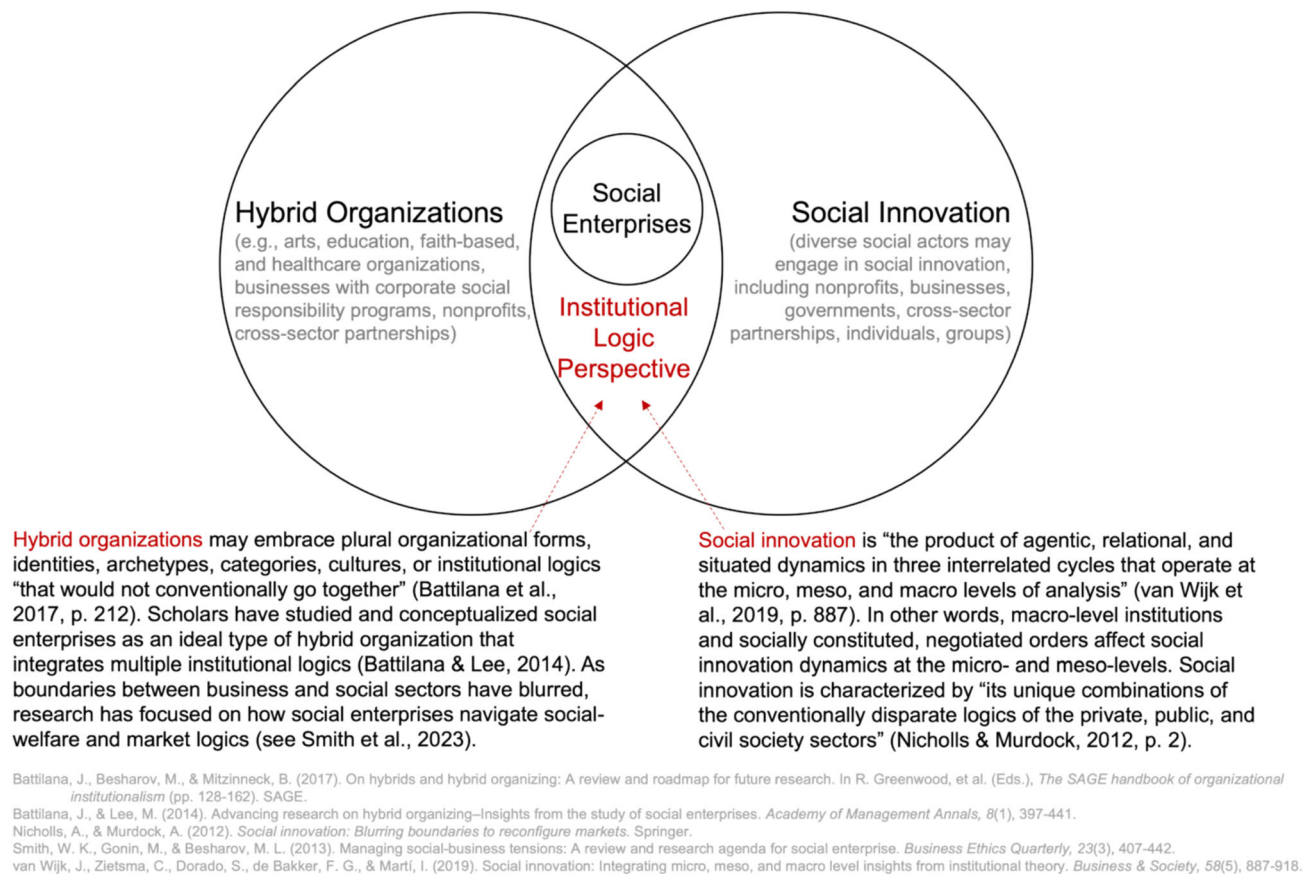 Social
Enterprises
Hybrid Organizations
(e.g., arts, education, faith-based,
and healthcare organizations,
businesses with corporate social
responsibility programs, nonprofits,
cross-sector partnerships)
Institutional
Logic
Perspective
Social Innovation
(diverse social actors may
engage in social innovation,
including nonprofits, businesses,
governments, cross-sector
partnerships, individuals, groups)
Hybrid organizations may embrace plural organizational forms,
identities, archetypes, categories, cultures, or institutional logics
“that would not conventionally go together” (Battilana et al.,
2017, p. 212). Scholars have studied and conceptualized social
enterprises as an ideal type of hybrid organization that
integrates multiple institutional logics (Battilana & Lee, 2014). As
boundaries between business and social sectors have blurred,
research has focused on how social enterprises navigate social-
welfare and market logics (see Smith et al., 2023).
Social innovation is “the product of agentic, relational, and
situated dynamics in three interrelated cycles that operate at
the micro, meso, and macro levels of analysis” (van Wijk et
al., 2019, p. 887). In other words, macro-level institutions
and socially constituted, negotiated orders affect social
innovation dynamics at the micro- and meso-levels. Social
innovation is characterized by “its unique combinations of
the conventionally disparate logics of the private, public, and
civil society sectors” (Nicholls & Murdock, 2012, p. 2).
Battilana, J., Besharov, M., & Mitzinneck, B. (2017). On hybrids and hybrid organizing: A review and roadmap for future research. In R. Greenwood, et al. (Eds.), The SAGE handbook of organizational
institutionalism (pp. 128-162). SAGE.
Battilana, J., & Lee, M. (2014). Advancing research on hybrid organizing–Insights from the study of social enterprises. Academy of Management Annals, 8(1), 397-441.
Nicholls, A., & Murdock, A. (2012). Social innovation: Blurring boundaries to reconfigure markets. Springer.
Smith, W. K., Gonin, M., & Besharov, M. L. (2013). Managing social-business tensions: A review and research agenda for social enterprise. Business Ethics Quarterly, 23(3), 407-442.
van Wijk, J., Zietsma, C., Dorado, S., de Bakker, F. G., & Martí, I. (2019). Social innovation: Integrating micro, meso, and macro level insights from institutional theory. Business & Society, 58(5), 887-918.